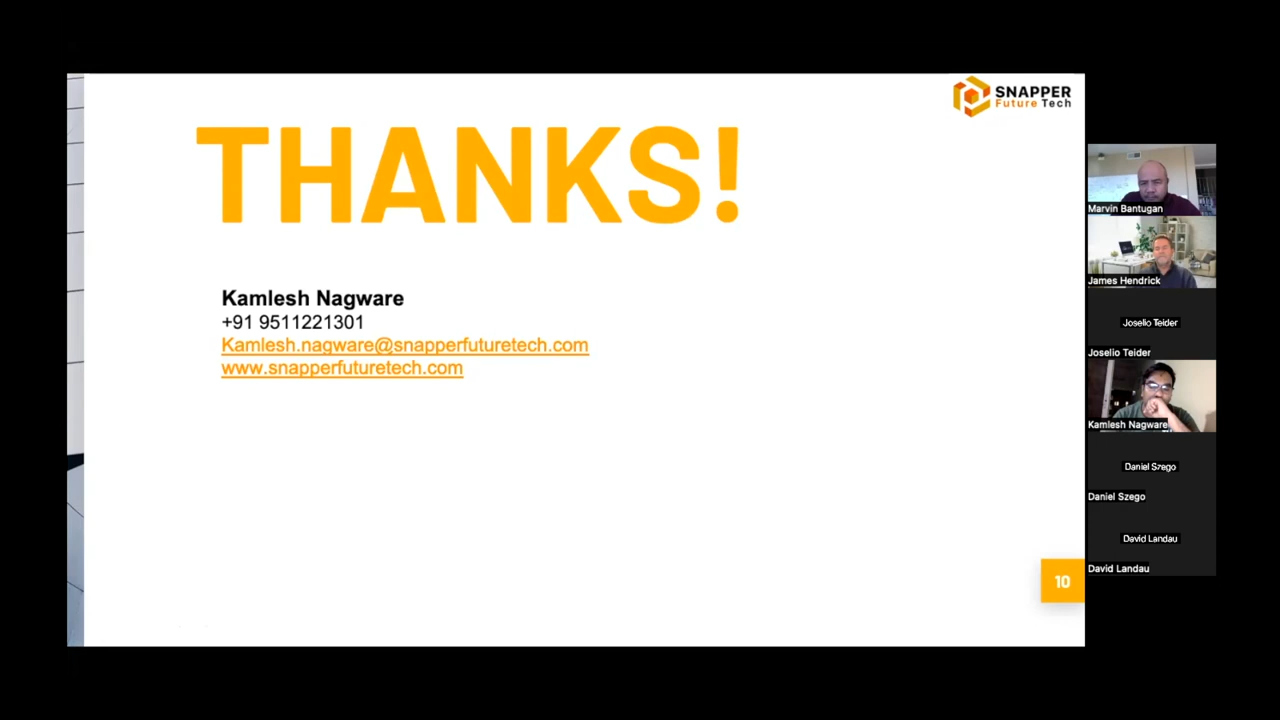 SNAPPER
Future Tech
THANKS!
Kamlesh Nagware
+91 9511221301
Kamlesh.nagware@snapperfuturetech.com
www.snapperfuturetech.com
10
Marvin Bantugan
James Hendrick
Joselio Teider
Joselio Teider
Kamlesh Nagware
Daniel Szego
Daniel Szego
David Landau
David Landau